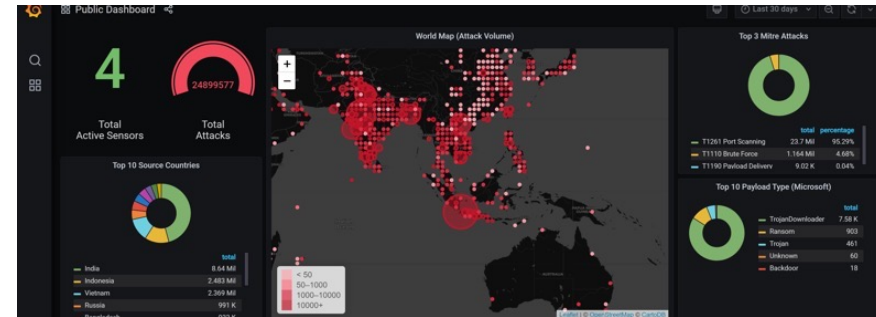 Public Dashboard
Last 30 days
4
Total
Active Sensors
24899577
Total
Attacks
Top 10 Source Countries
total
India 8.64 Mil
Indonesia 2.483 Mil
Vietnam 2.369 Mil
Russia 991 K
World Map (Attack Volume)
+
−
< 50
50–1000
1000–10000
10000+
Leaflet | © OpenStreetMap © CartoDB
Top 3 Mitre Attacks
total percentage
T1261 Port Scanning 23.7 Mil 95.29%
T1110 Brute Force 1.164 Mil 4.68%
T1190 Payload Delivery 9.02 K 0.04%
Top 10 Payload Type (Microsoft)
total
TrojanDownloader 7.58 K
Ransom 903
Trojan 461
Unknown 60
Backdoor 18